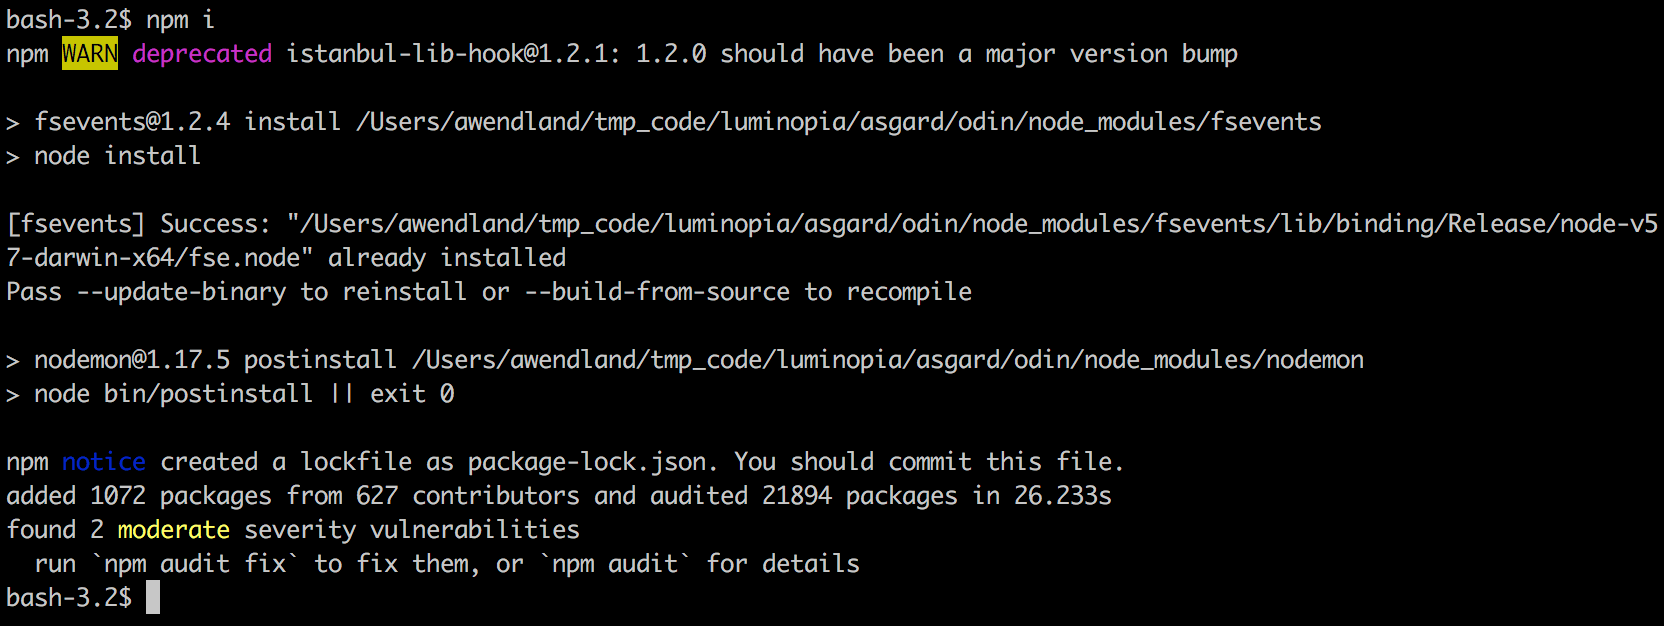 bash-3.2$ npm i
npm WARN deprecated istanbul-lib-hook@1.2.1: 1.2.0 should have been a major version bump
> fsevents@1.2.4 install /Users/awendland/tmp_code/luminopia/asgard/odin/node_modules/fsevents
> node install
[fsevents] Success: "/Users/awendland/tmp_code/luminopia/asgard/odin/node_modules/fsevents/lib/binding/Release/node-v5
7-darwin-x64/fse.node" already installed
Pass --update-binary to reinstall or --build-from-source to recompile
> nodemon@1.17.5 postinstall /Users/awendland/tmp_code/luminopia/asgard/odin/node_modules/nodemon
> node bin/postinstall || exit 0
npm notice created a lockfile as package-lock.json. You should commit this file.
added 1072 packages from 627 contributors and audited 21894 packages in 26.233s
found 2 moderate severity vulnerabilities
  run `npm audit fix` to fix them, or `npm audit` for details
bash-3.2$